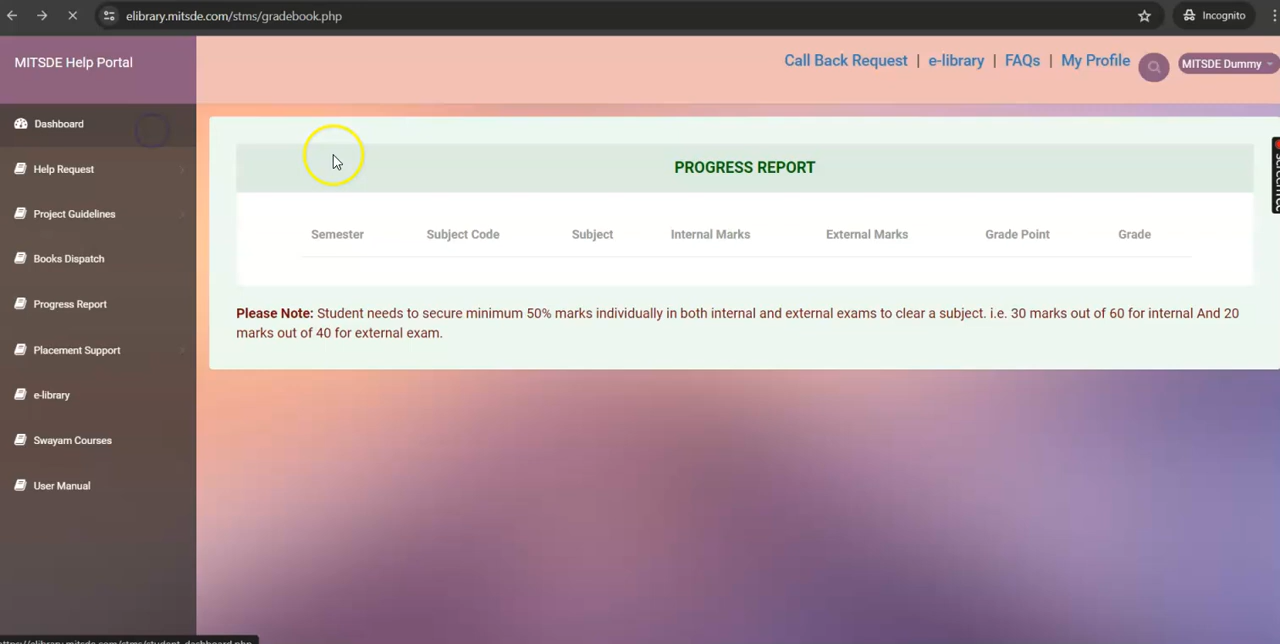 elibrary.mitsde.com/stms/gradebook.php
Incognito
MITSDE Help Portal
Call Back Request | e-library | FAQs | My Profile
MITSDE Dummy
Dashboard
Help Request
Project Guidelines
Books Dispatch
Progress Report
Placement Support
e-library
Swayam Courses
User Manual
PROGRESS REPORT
Semester Subject Code Subject Internal Marks External Marks Grade Point Grade
Please Note: Student needs to secure minimum 50% marks individually in both internal and external exams to clear a subject. i.e. 30 marks out of 60 for internal And 20
marks out of 40 for external exam.